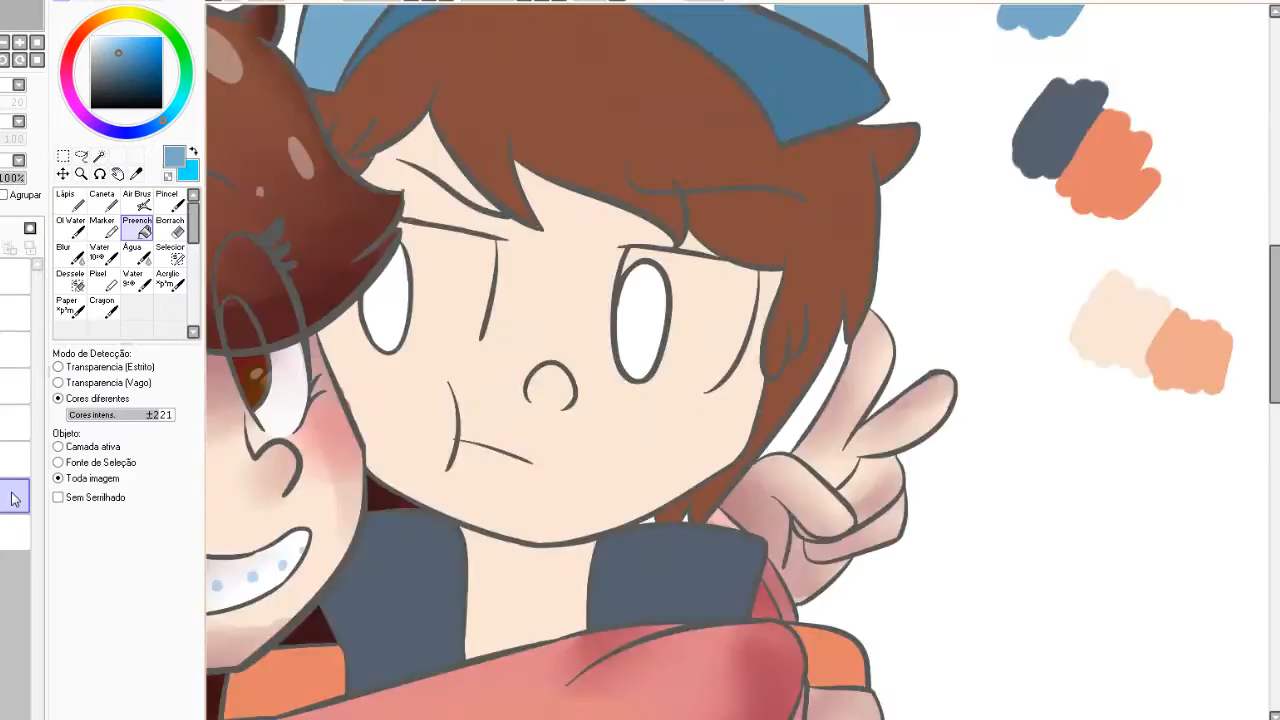 20
100
100%
Agrupar
Lápis Caneta Air Brus Pincel
Ol Water Marker Preench Borrach
Blur Water Água Selecior
Dessele Pixel Water Acrylic
Paper Crayon
Modo de Detecção:
Transparencia (Estrito)
Transparencia (Vago)
Cores diferentes
Cores intens. ±221
Objeto:
Camada ativa
Fonte de Seleção
Toda imagem
Sem Serrilhado